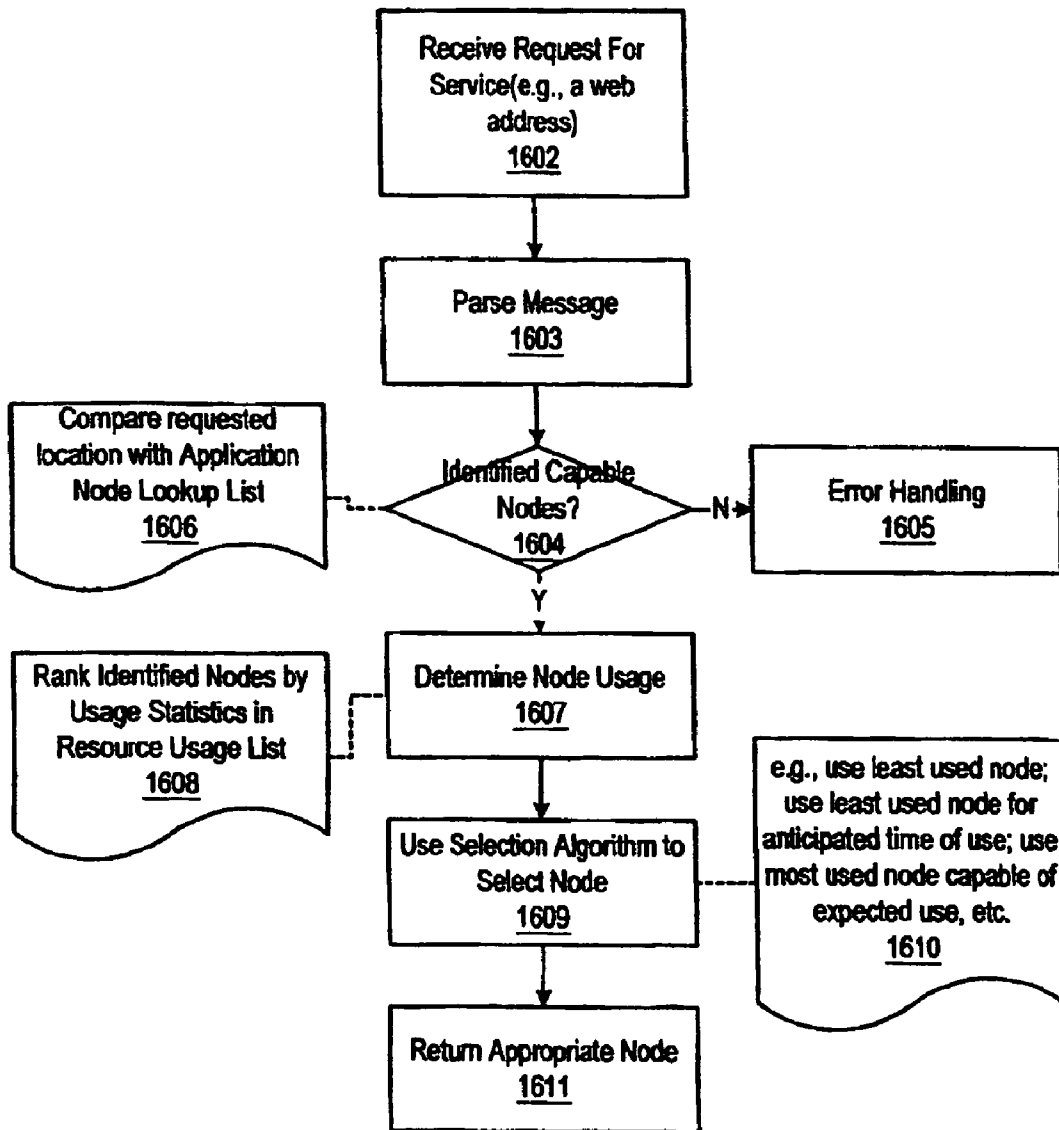 Receive Request For
Service(e.g., a web
address)
1602
Parse Message
1603
Compare requested
location with Application
Node Lookup List
1606
Identified Capable
Nodes?
1604
N
Error Handling
1605
Y
Rank Identified Nodes by
Usage Statistics in
Resource Usage List
1608
Determine Node Usage
1607
Use Selection Algorithm to
Select Node
1609
e.g., use least used node;
use least used node for
anticipated time of use; use
most used node capable of
expected use, etc.
1610
Return Appropriate Node
1611